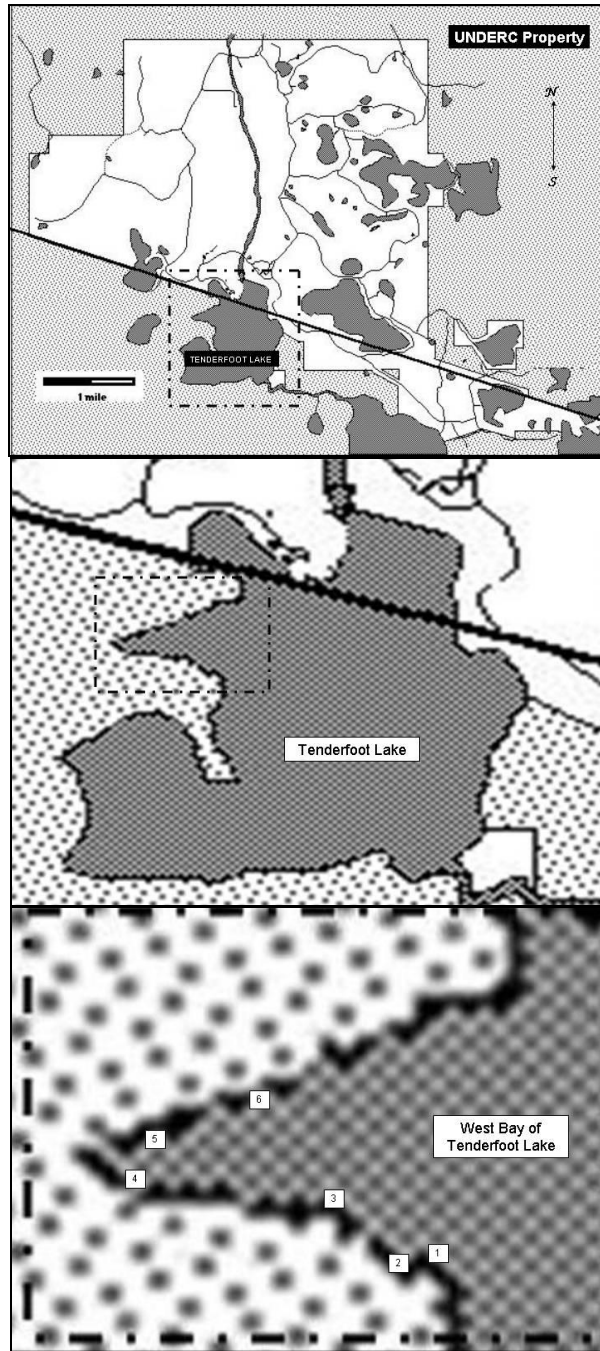 UNDERC Property
N
S
TENDERFOOT LAKE
1 mile
Tenderfoot Lake
6
West Bay of
Tenderfoot Lake
5
4
3
1
2